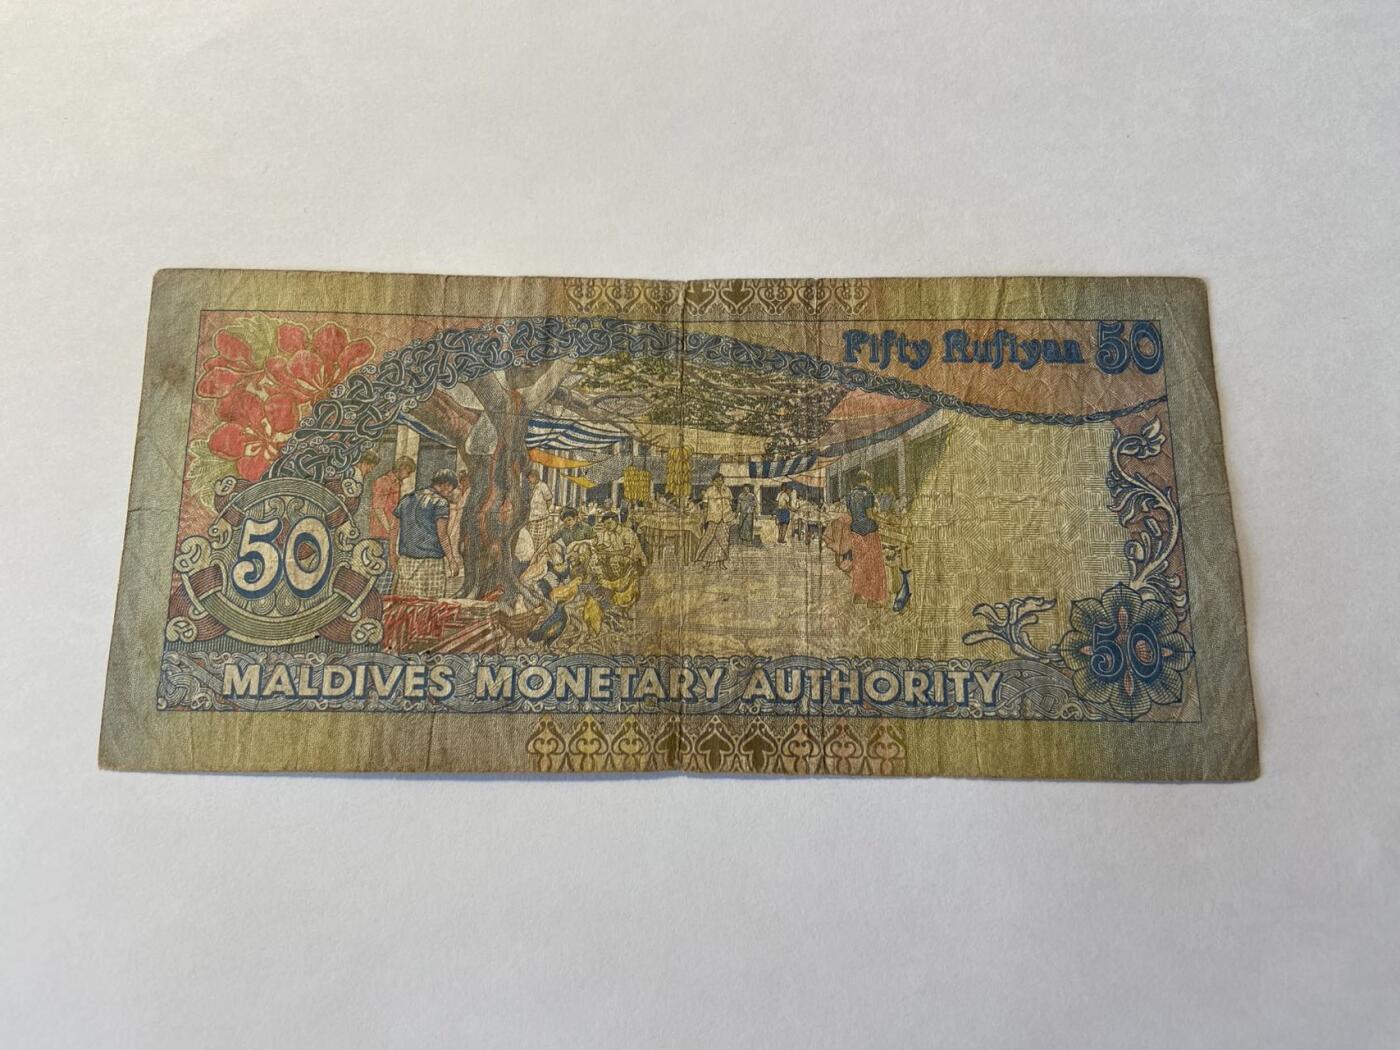 Fifty Rufiyaa 50
50
50
MALDIVES MONETARY AUTHORITY